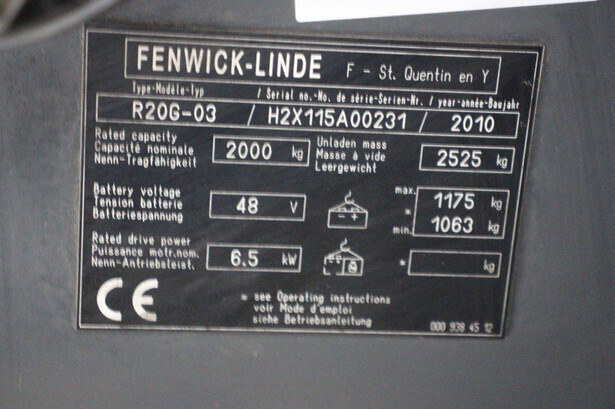 FENWICK-LINDE F - St. Quentin en Y
Type-Modèle-Typ / Serial no.-No. de série-Serien-Nr. / year-année-Baujahr
R20G-03 / H2X115A00231 / 2010
Rated capacity
Capacité nominale
Nenn-Tragfähigkeit
2000 kg
Unladen mass
Masse à vide
Leergewicht
2525 kg
Battery voltage
Tension batterie
Batteriespannung
48 V
max. 1175 kg
*
min. 1063 kg
Rated drive power
Puissance motr.nom.
Nenn-Antriebsleist.
6.5 kW
* kg
CE
* see Operating instructions
voir Mode d'emploi
siehe Betriebsanleitung
000 938 45 12